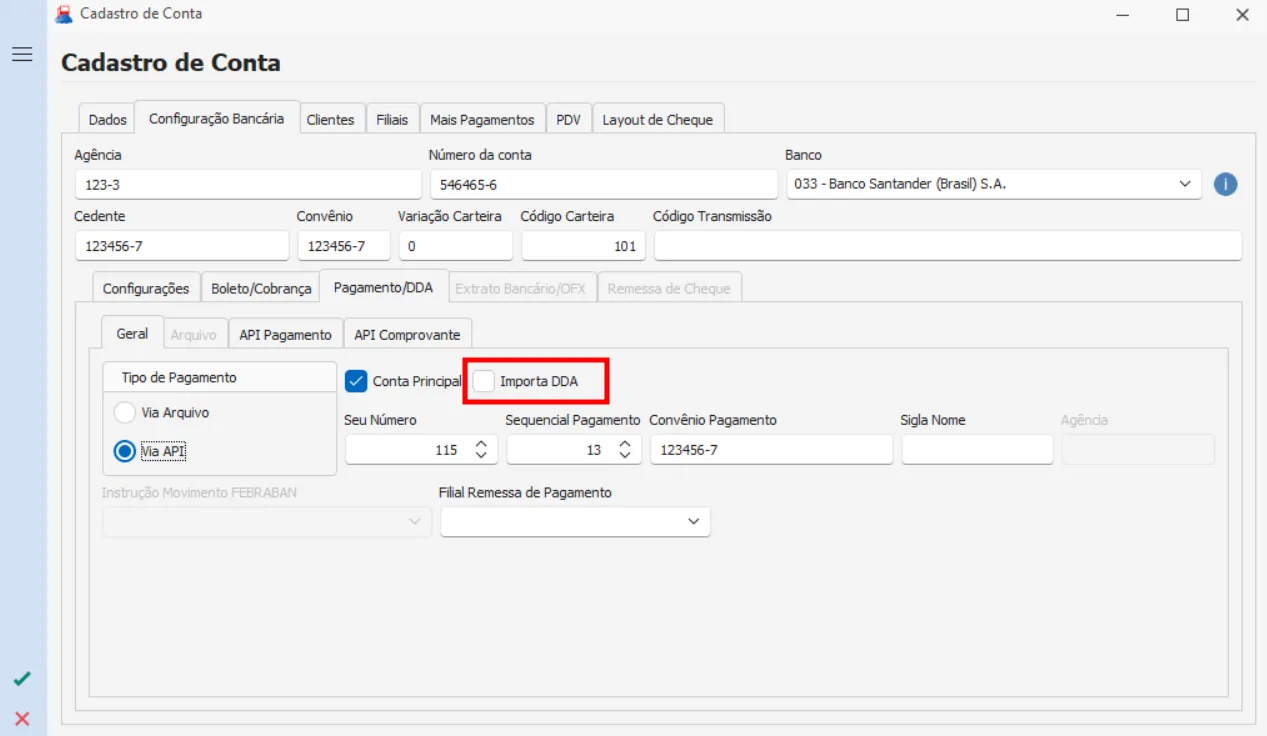 Cadastro de Conta
Cadastro de Conta
Dados Configuração Bancária Clientes Filiais Mais Pagamentos PDV Layout de Cheque
Agência Número da conta Banco
123-3 546465-6 033 - Banco Santander (Brasil) S.A.
Cedente Convênio Variação Carteira Código Carteira Código Transmissão
123456-7 123456-7 0 101
Configurações Boleto/Cobrança Pagamento/DDA Extrato Bancário/OFX Remessa de Cheque
Geral Arquivo API Pagamento API Comprovante
Tipo de Pagamento Conta Principal Importa DDA
Via Arquivo Seu Número Sequencial Pagamento Convênio Pagamento Sigla Nome Agência
Via API 115 13 123456-7
Instrução Movimento FEBRABAN Filial Remessa de Pagamento